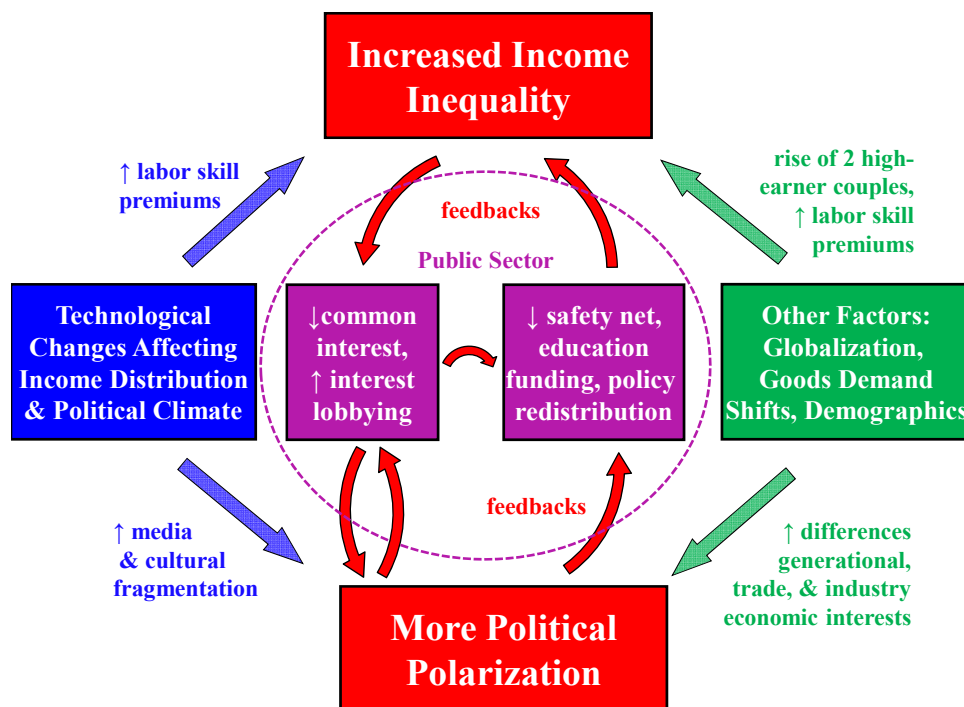 Increased Income
Inequality
↑ labor skill
premiums
rise of 2 high-
earner couples,
↑ labor skill
premiums
feedbacks
Public Sector
Technological
Changes Affecting
Income Distribution
& Political Climate
↓common
interest,
↑ interest
lobbying
↓ safety net,
education
funding, policy
redistribution
Other Factors:
Globalization,
Goods Demand
Shifts, Demographics
feedbacks
↑ media
& cultural
fragmentation
↑ differences
generational,
trade, & industry
economic interests
More Political
Polarization